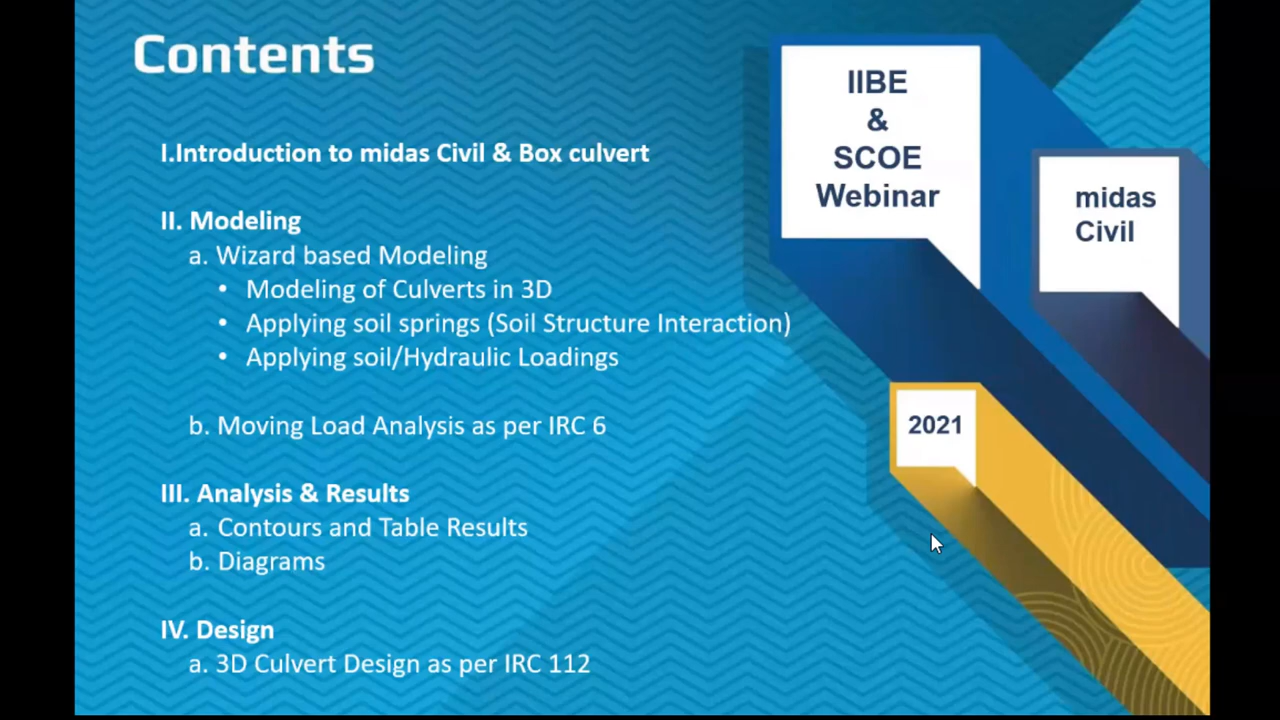 Contents
I.Introduction to midas Civil & Box culvert
II. Modeling
a. Wizard based Modeling
• Modeling of Culverts in 3D
• Applying soil springs (Soil Structure Interaction)
• Applying soil/Hydraulic Loadings
b. Moving Load Analysis as per IRC 6
III. Analysis & Results
a. Contours and Table Results
b. Diagrams
IV. Design
a. 3D Culvert Design as per IRC 112
IIBE
&
SCOE
Webinar
midas
Civil
2021